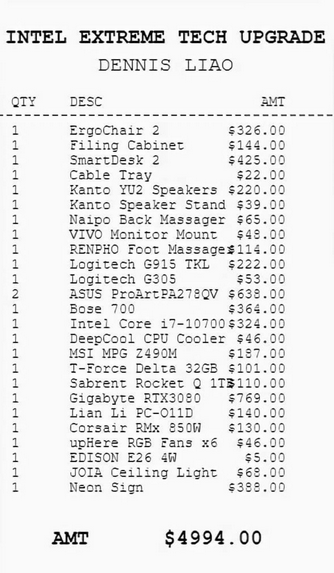 INTEL EXTREME TECH UPGRADE
DENNIS LIAO
QTY DESC AMT
1 ErgoChair 2 $326.00
1 Filing Cabinet $144.00
1 SmartDesk 2 $425.00
1 Cable Tray $22.00
1 Kanto YU2 Speakers $220.00
1 Kanto Speaker Stand $39.00
1 Naipo Back Massager $65.00
1 VIVO Monitor Mount $48.00
1 RENPHO Foot Massager $114.00
1 Logitech G915 TKL $222.00
1 Logitech G305 $53.00
2 ASUS ProArtPA278QV $638.00
1 Bose 700 $364.00
1 Intel Core i7-10700 $324.00
1 DeepCool CPU Cooler $46.00
1 MSI MPG Z490M $187.00
1 T-Force Delta 32GB $101.00
1 Sabrent Rocket Q 1TB $110.00
1 Gigabyte RTX3080 $769.00
1 Lian Li PC-O11D $140.00
1 Corsair RMx 850W $130.00
1 upHere RGB Fans x6 $46.00
1 EDISON E26 4W $5.00
1 JOIA Ceiling Light $68.00
1 Neon Sign $388.00
AMT $4994.00